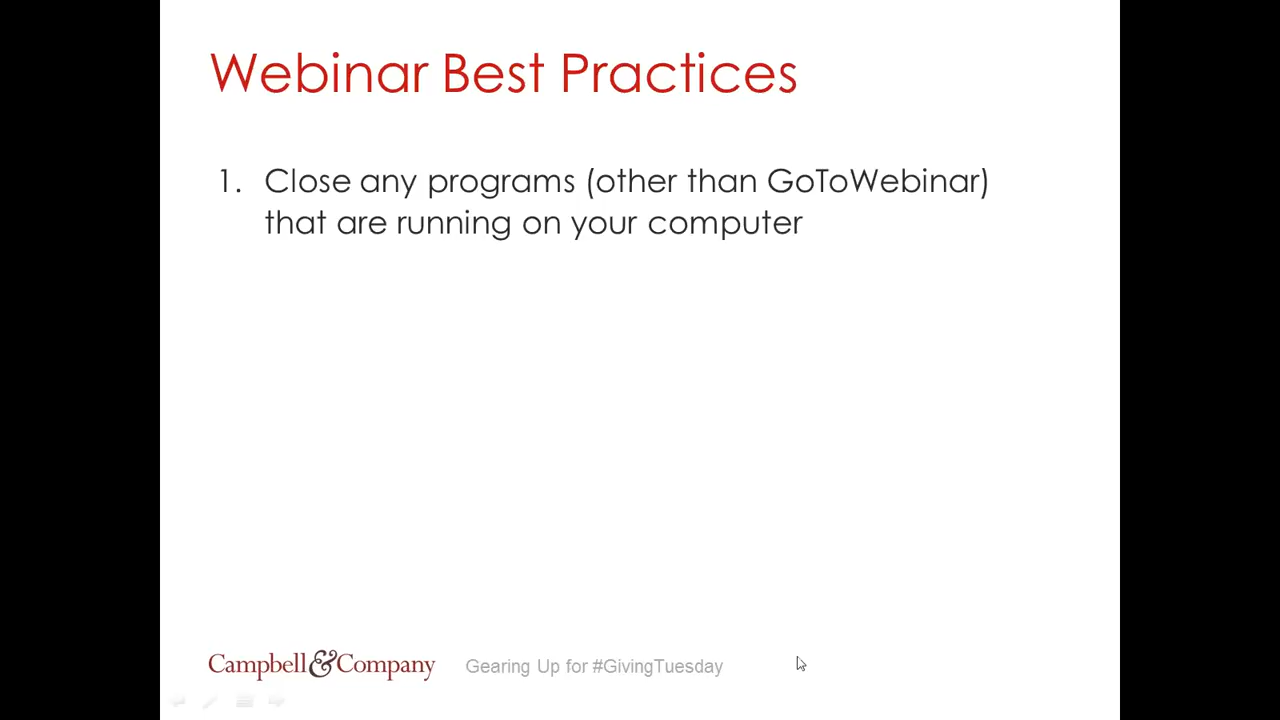 Webinar Best Practices
1. Close any programs (other than GoToWebinar)
that are running on your computer
Campbell&Company Gearing Up for #GivingTuesday